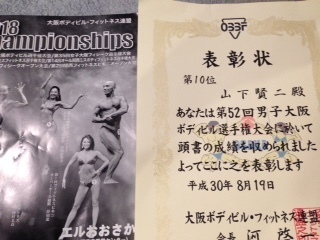 大阪ボディビル・フィットネス連盟
18
hampionships
エルおおさか
OBBF
表彰状
第10位
山下賢二殿
あなたは第52回男子大阪
ボディビル選手権大会に於いて
頭書の成績を収められました
よってここに之を表彰します
平成30年8月19日
大阪ボディビル・フィットネス連盟
会長 河 啓